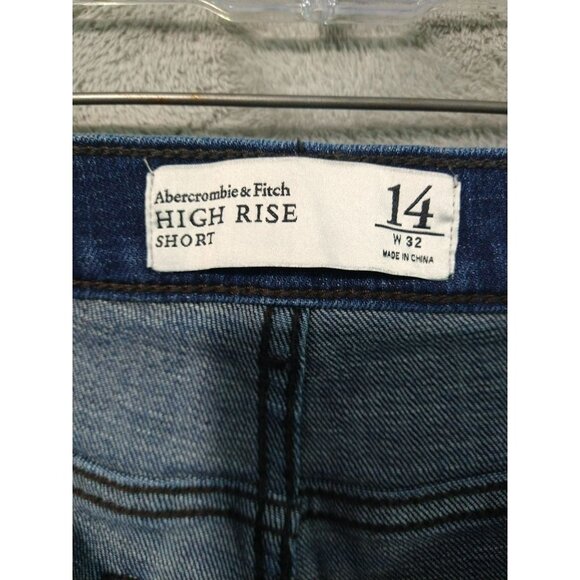 Abercrombie & Fitch
HIGH RISE
SHORT
14
W 32
MADE IN CHINA